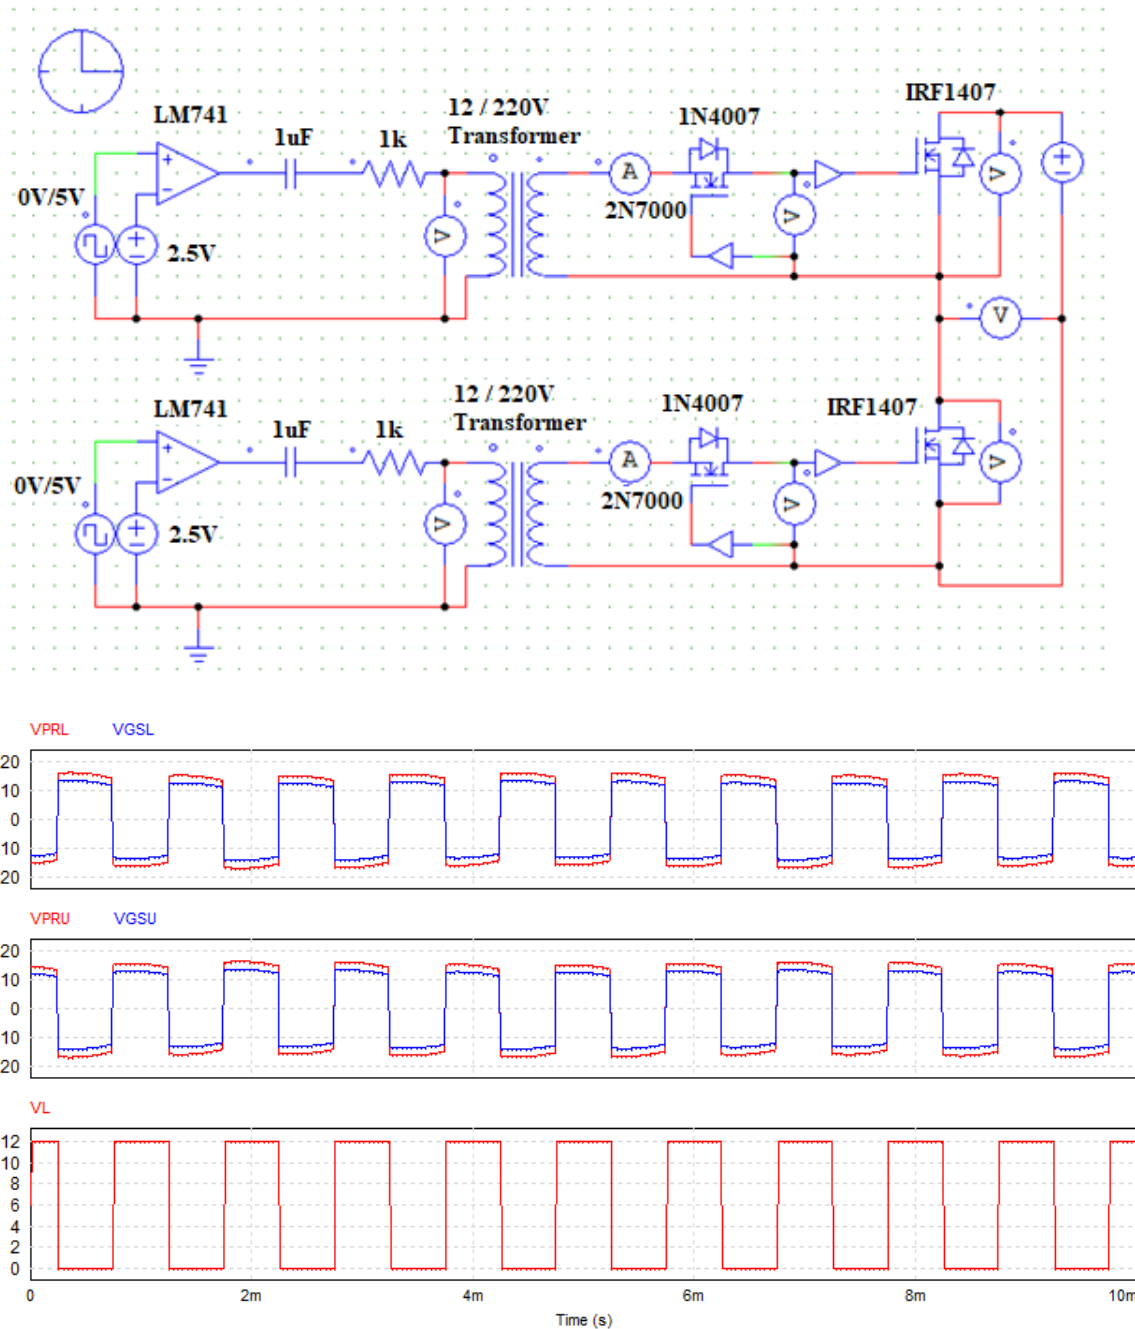 IRF1407
12 / 220V
Transformer
LM741
1uF
1k
1N4007
A
2N7000
0V/5V
V
V
V
V
2.5V
V
12 / 220V
Transformer
LM741
1uF
1k
1N4007
IRF1407
A
2N7000
0V/5V
V
V
V
2.5V
VPRL VGSL
20
10
0
10
20
VPRU VGSU
20
10
0
10
20
VL
12
10
8
6
4
2
0
0 2m 4m 6m 8m 10m
Time (s)